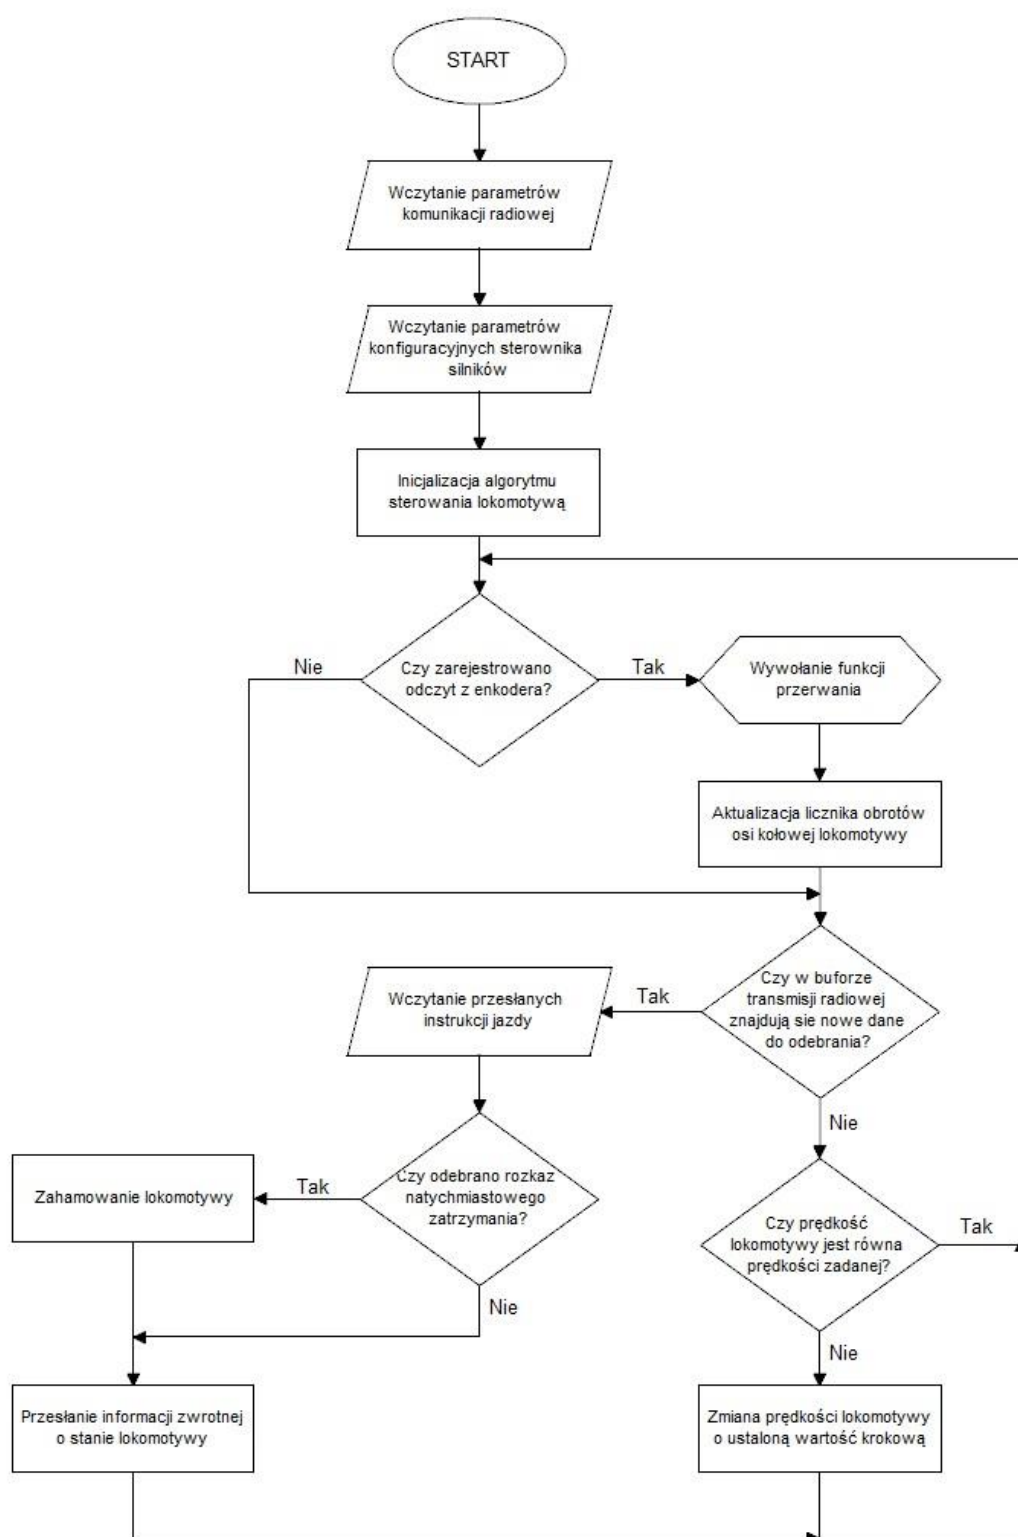 START
Wczytanie parametrów
komunikacji radiowej
Wczytanie parametrów
konfiguracyjnych sterownika
silników
Inicjalizacja algorytmu
sterowania lokomotywą
Nie
Czy zarejestrowano
odczyt z enkodera?
Tak
Wywołanie funkcji
przerwania
Aktualizacja licznika obrotów
osi kołowej lokomotywy
Czy w buforze
transmisji radiowej
znajdują sie nowe dane
do odebrania?
Tak
Wczytanie przesłanych
instrukcji jazdy
Nie
Czy odebrano rozkaz
natychmiastowego
zatrzymania?
Tak
Zahamowanie lokomotywy
Nie
Czy prędkość
lokomotywy jest równa
prędkości zadanej?
Tak
Nie
Przesłanie informacji zwrotnej
o stanie lokomotywy
Zmiana prędkości lokomotywy
o ustaloną wartość krokową